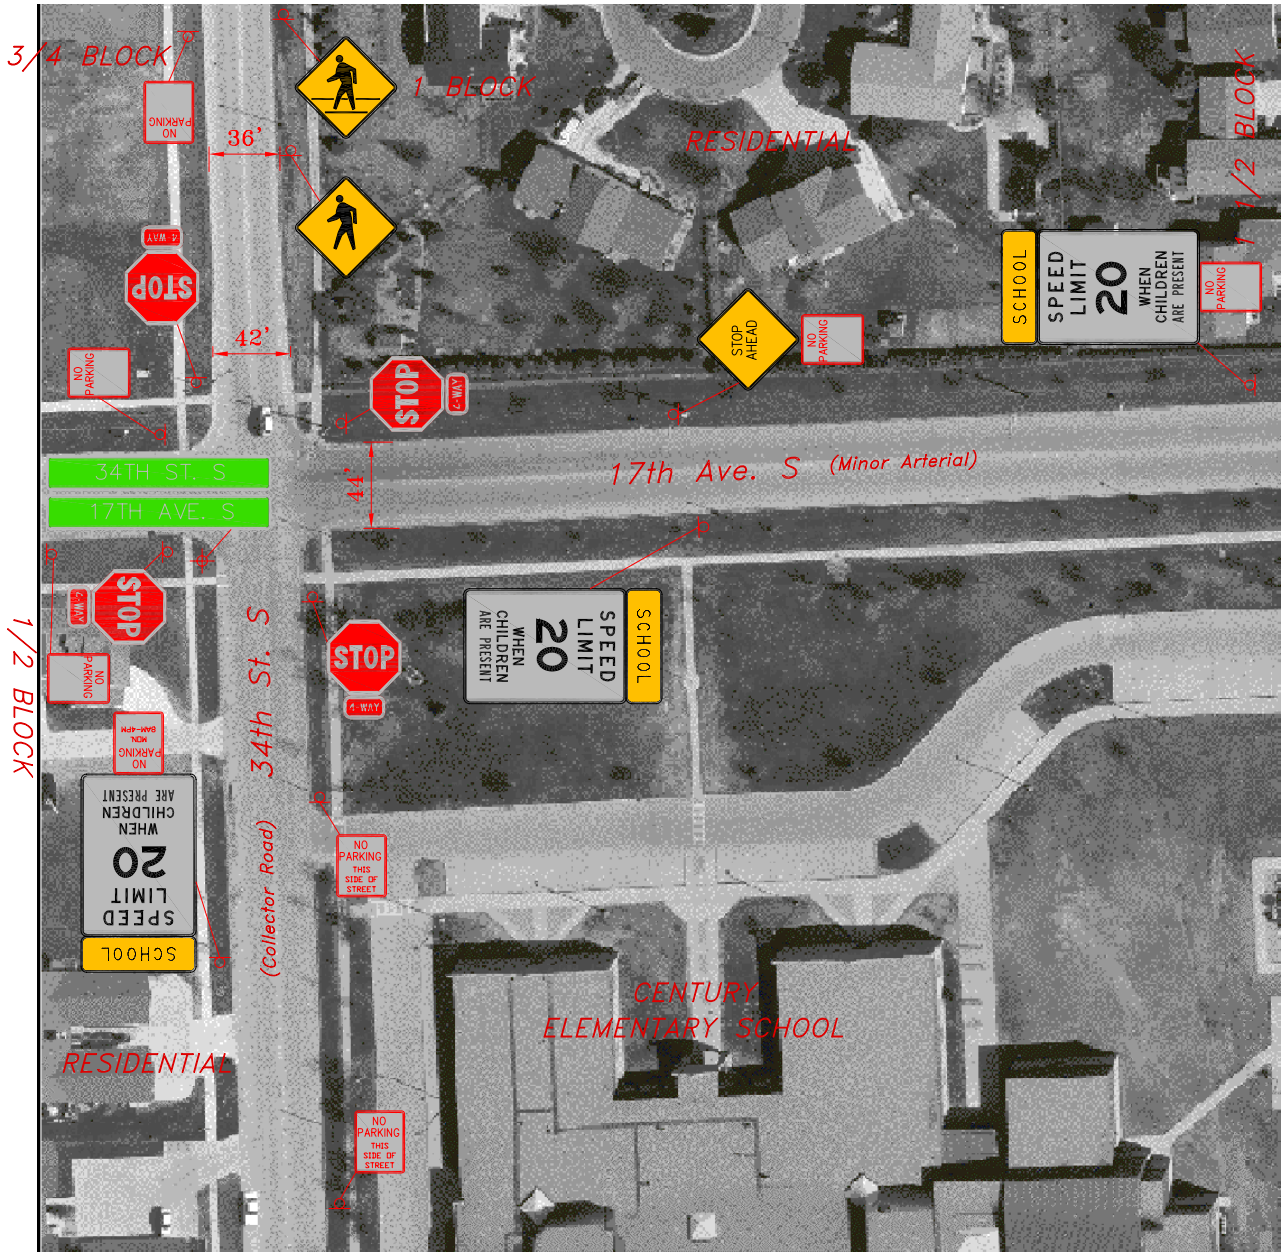 3/4 BLOCK
NO
PARKING
1 BLOCK
36'
RESIDENTIAL
1 1/2 BLOCK
4-WAY
STOP
SCHOOL
SPEED
LIMIT
20
WHEN
CHILDREN
ARE PRESENT
NO
PARKING
STOP
AHEAD
NO
PARKING
42'
NO
PARKING
STOP
4-WAY
34TH ST. S
17TH AVE. S
44'
17th Ave. S (Minor Arterial)
STOP
4-WAY
NO
PARKING
1/2 BLOCK
34th St. S
(Collector Road)
STOP
4-WAY
SCHOOL
SPEED
LIMIT
20
WHEN
CHILDREN
ARE PRESENT
NO
PARKING
MON.
8AM-4PM
SCHOOL
SPEED
LIMIT
20
WHEN
CHILDREN
ARE PRESENT
NO
PARKING
THIS
SIDE OF
STREET
CENTURY
ELEMENTARY SCHOOL
RESIDENTIAL
NO
PARKING
THIS
SIDE OF
STREET